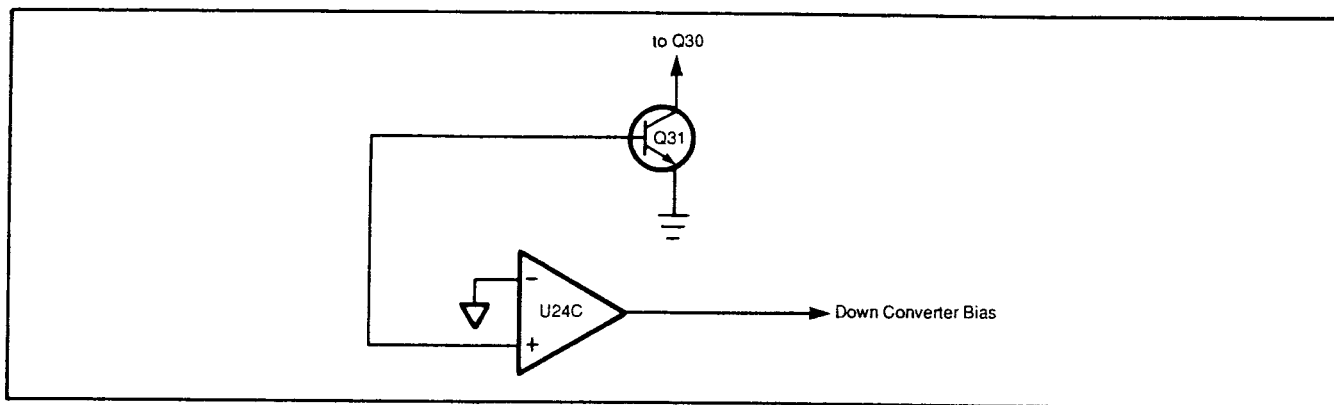 to Q30
Q31
-
U24C
+
Down Converter Bias